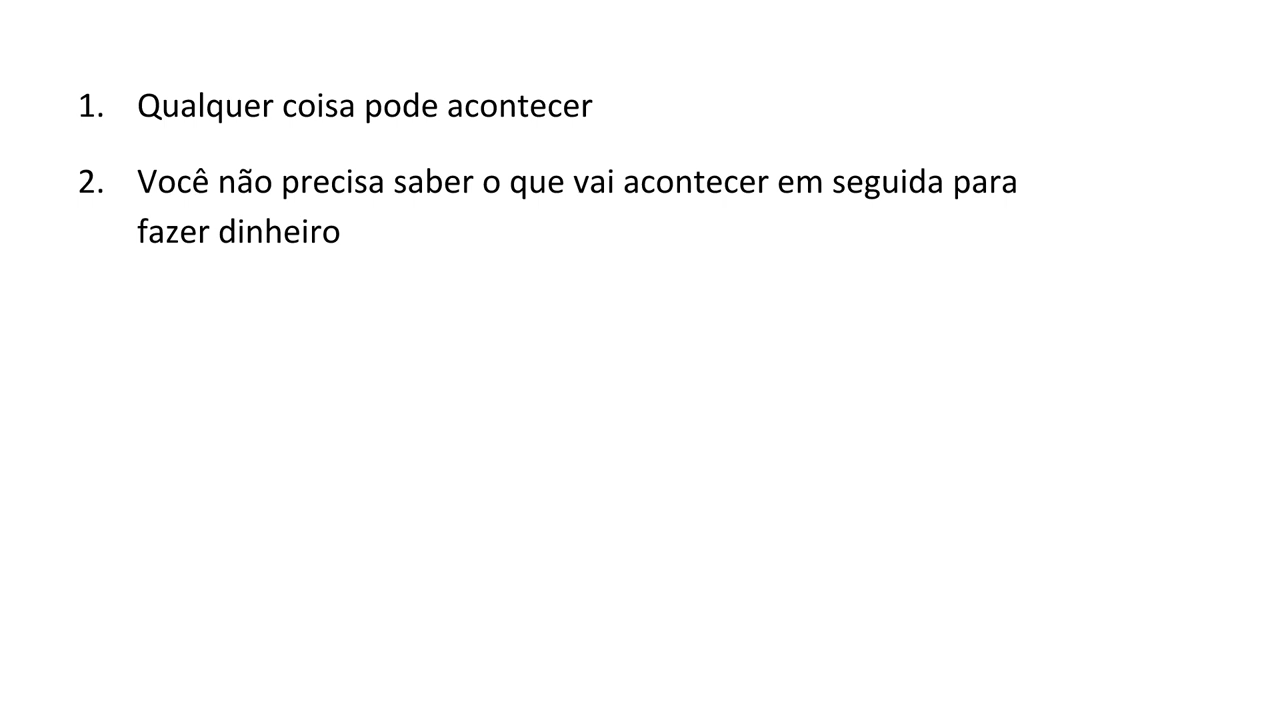 1. Qualquer coisa pode acontecer
2. Você não precisa saber o que vai acontecer em seguida para
fazer dinheiro